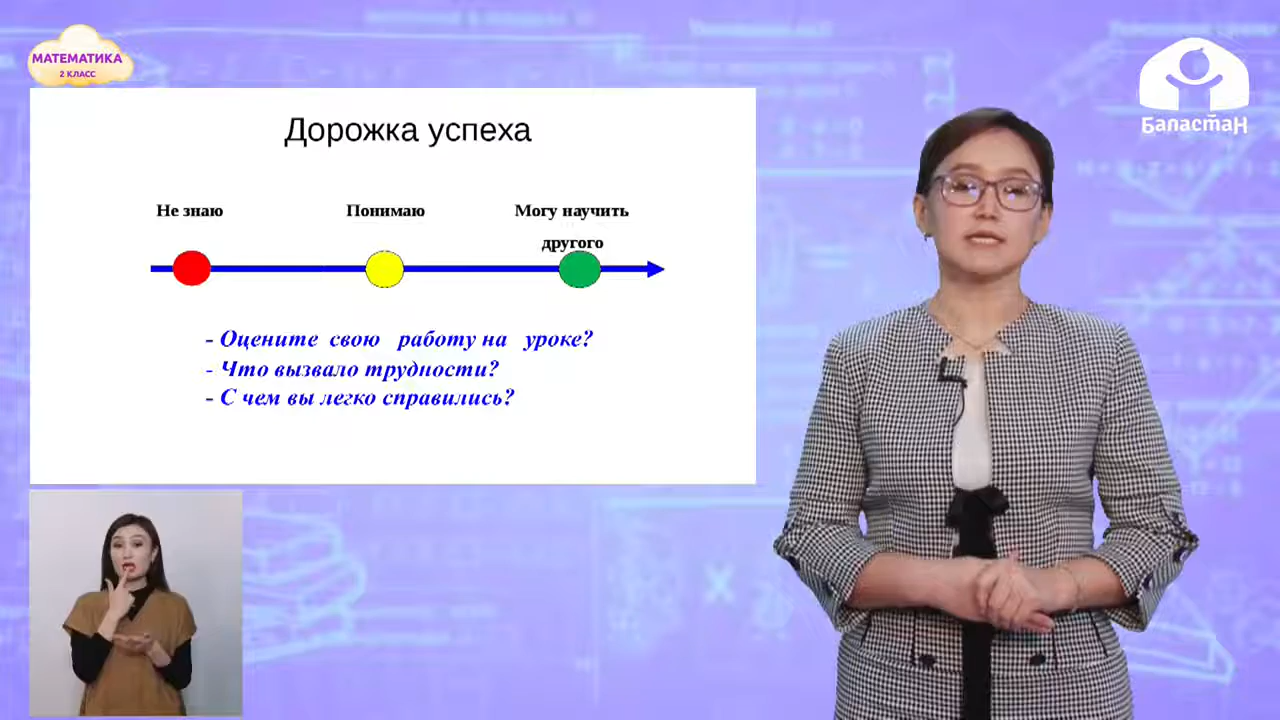 МАТЕМАТИКА
2 КЛАСС
Баластан
Дорожка успеха
Не знаю Понимаю Могу научить
другого
- Оцените свою работу на уроке?
- Что вызвало трудности?
- С чем вы легко справились?